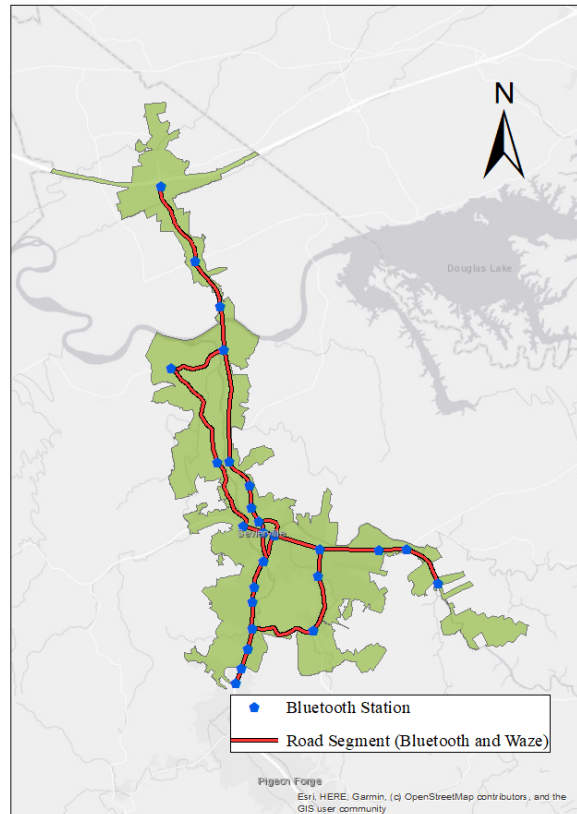 N
Douglas Lake
Sevierville
Bluetooth Station
Road Segment (Bluetooth and Waze)
Pigeon Forge
Esri, HERE, Garmin, (c) OpenStreetMap contributors, and the
GIS user community